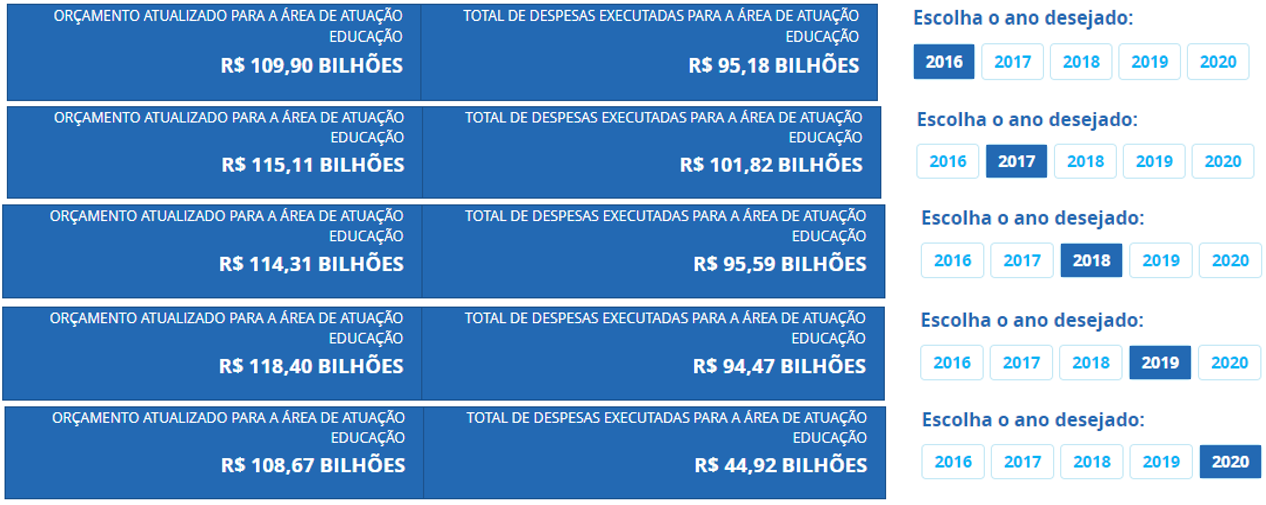 ORÇAMENTO ATUALIZADO PARA A ÁREA DE ATUAÇÃO
EDUCAÇÃO
R$ 109,90 BILHÕES
TOTAL DE DESPESAS EXECUTADAS PARA A ÁREA DE ATUAÇÃO
EDUCAÇÃO
R$ 95,18 BILHÕES
Escolha o ano desejado:
2016 2017 2018 2019 2020
ORÇAMENTO ATUALIZADO PARA A ÁREA DE ATUAÇÃO
EDUCAÇÃO
R$ 115,11 BILHÕES
TOTAL DE DESPESAS EXECUTADAS PARA A ÁREA DE ATUAÇÃO
EDUCAÇÃO
R$ 101,82 BILHÕES
Escolha o ano desejado:
2016 2017 2018 2019 2020
ORÇAMENTO ATUALIZADO PARA A ÁREA DE ATUAÇÃO
EDUCAÇÃO
R$ 114,31 BILHÕES
TOTAL DE DESPESAS EXECUTADAS PARA A ÁREA DE ATUAÇÃO
EDUCAÇÃO
R$ 95,59 BILHÕES
Escolha o ano desejado:
2016 2017 2018 2019 2020
ORÇAMENTO ATUALIZADO PARA A ÁREA DE ATUAÇÃO
EDUCAÇÃO
R$ 118,40 BILHÕES
TOTAL DE DESPESAS EXECUTADAS PARA A ÁREA DE ATUAÇÃO
EDUCAÇÃO
R$ 94,47 BILHÕES
Escolha o ano desejado:
2016 2017 2018 2019 2020
ORÇAMENTO ATUALIZADO PARA A ÁREA DE ATUAÇÃO
EDUCAÇÃO
R$ 108,67 BILHÕES
TOTAL DE DESPESAS EXECUTADAS PARA A ÁREA DE ATUAÇÃO
EDUCAÇÃO
R$ 44,92 BILHÕES
Escolha o ano desejado:
2016 2017 2018 2019 2020